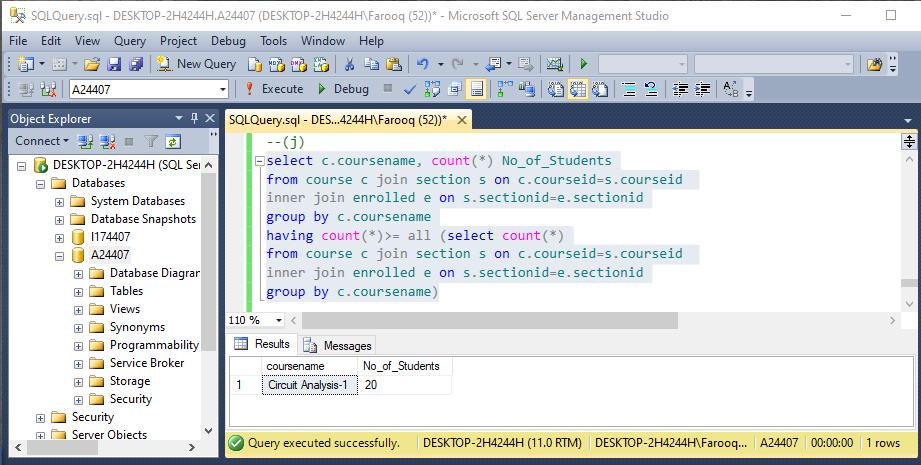 SQLQuery.sql - DESKTOP-2H4244H.A24407 (DESKTOP-2H4244H\Farooq (52))* - Microsoft SQL Server Management Studio
File Edit View Query Project Debug Tools Window Help
New Query
A24407 Execute Debug
Object Explorer
Connect
DESKTOP-2H4244H (SQL Ser
Databases
System Databases
Database Snapshots
I174407
A24407
Database Diagran
Tables
Views
Synonyms
Programmability
Service Broker
Storage
Security
Security
Server Objects
SQLQuery.sql - DES...4244H\Farooq (52))*
--(j)
select c.coursename, count(*) No_of_Students
from course c join section s on c.courseid=s.courseid
inner join enrolled e on s.sectionid=e.sectionid
group by c.coursename
having count(*)>= all (select count(*)
from course c join section s on c.courseid=s.courseid
inner join enrolled e on s.sectionid=e.sectionid
group by c.coursename)
110 %
Results Messages
coursename No_of_Students
1 Circuit Analysis-1 20
Query executed successfully. DESKTOP-2H4244H (11.0 RTM) DESKTOP-2H4244H\Farooq... A24407 00:00:00 1 rows